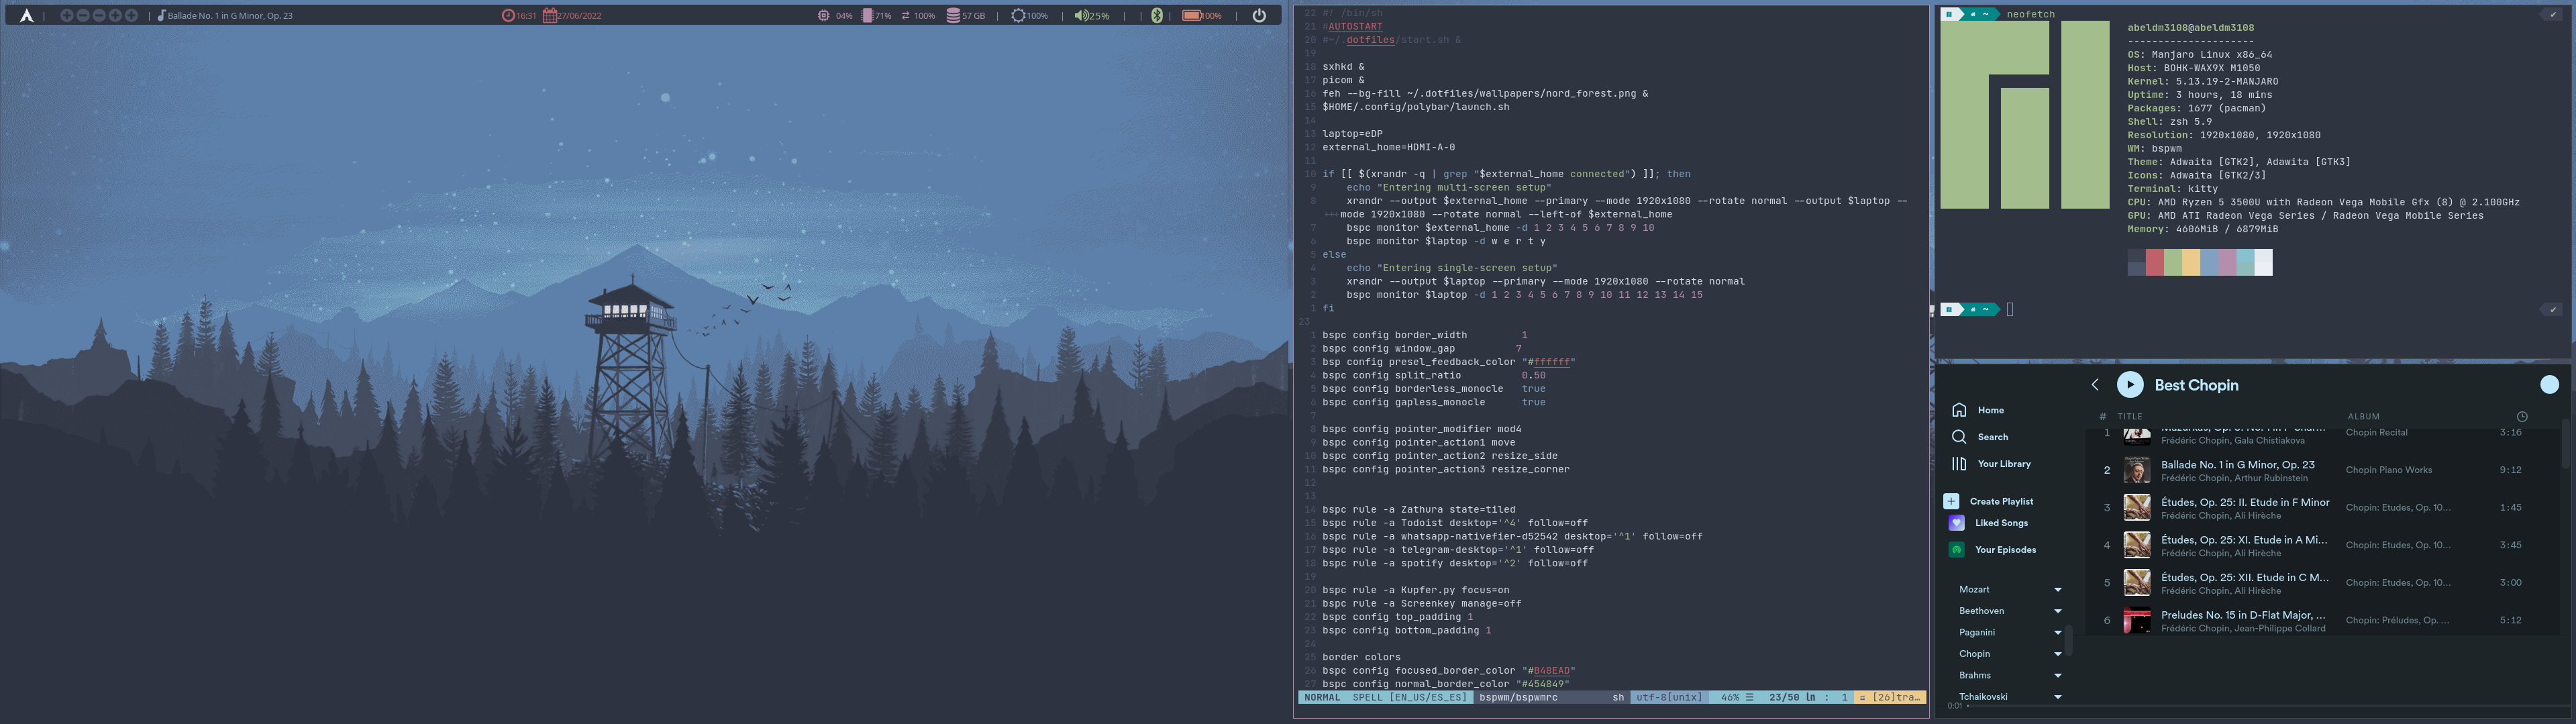 Ballade No. 1 in G Minor, Op. 23
16:31 27/06/2022
04% 71% 100% 57 GB 100% 25% 100%
22 #! /bin/sh
21 #AUTOSTART
20 #~/.dotfiles/start.sh &
19
18 sxhkd &
17 picom &
16 feh --bg-fill ~/.dotfiles/wallpapers/nord_forest.png &
15 $HOME/.config/polybar/launch.sh
14
13 laptop=eDP
12 external_home=HDMI-A-0
11
10 if [[ $(xrandr -q | grep "$external_home connected") ]]; then
9 echo "Entering multi-screen setup"
8 xrandr --output $external_home --primary --mode 1920x1080 --rotate normal --output $laptop --
mode 1920x1080 --rotate normal --left-of $external_home
7 bspc monitor $external_home -d 1 2 3 4 5 6 7 8 9 10
6 bspc monitor $laptop -d w e r t y
5 else
4 echo "Entering single-screen setup"
3 xrandr --output $laptop --primary --mode 1920x1080 --rotate normal
2 bspc monitor $laptop -d 1 2 3 4 5 6 7 8 9 10 11 12 13 14 15
1 fi
23
1 bspc config border_width 1
2 bspc config window_gap 7
3 bsp config presel_feedback_color "#ffffff"
4 bspc config split_ratio 0.50
5 bspc config borderless_monocle true
6 bspc config gapless_monocle true
7
8 bspc config pointer_modifier mod4
9 bspc config pointer_action1 move
10 bspc config pointer_action2 resize_side
11 bspc config pointer_action3 resize_corner
12
13
14 bspc rule -a Zathura state=tiled
15 bspc rule -a Todoist desktop='^4' follow=off
16 bspc rule -a whatsapp-nativefier-d52542 desktop='^1' follow=off
17 bspc rule -a telegram-desktop='^1' follow=off
18 bspc rule -a spotify desktop='^2' follow=off
19
20 bspc rule -a Kupfer.py focus=on
21 bspc rule -a Screenkey manage=off
22 bspc config top_padding 1
23 bspc config bottom_padding 1
24
25 border colors
26 bspc config focused_border_color "#B48EAD"
27 bspc config normal_border_color "#454849"
NORMAL SPELL [EN_US/ES_ES] bspwm/bspwmrc sh utf-8[unix] 46% ☰ 23/50 ln : 1 ≡ [26]tra…
~ neofetch
abeldm3108@abeldm3108
---------------------
OS: Manjaro Linux x86_64
Host: BOHK-WAX9X M1050
Kernel: 5.13.19-2-MANJARO
Uptime: 3 hours, 18 mins
Packages: 1677 (pacman)
Shell: zsh 5.9
Resolution: 1920x1080, 1920x1080
WM: bspwm
Theme: Adwaita [GTK2], Adawita [GTK3]
Icons: Adwaita [GTK2/3]
Terminal: kitty
CPU: AMD Ryzen 5 3500U with Radeon Vega Mobile Gfx (8) @ 2.100GHz
GPU: AMD ATI Radeon Vega Series / Radeon Vega Mobile Series
Memory: 4606MiB / 6879MiB
~
Home
Search
Your Library
Create Playlist
Liked Songs
Your Episodes
Mozart
Beethoven
Paganini
Chopin
Brahms
Tchaikovski
0:01
Best Chopin
# TITLE ALBUM
1 Chopin Recital 3:16
Frédéric Chopin, Gala Chistiakova
2 Ballade No. 1 in G Minor, Op. 23 Chopin Piano Works 9:12
Frédéric Chopin, Arthur Rubinstein
3 Études, Op. 25: II. Etude in F Minor Chopin: Etudes, Op. 10... 1:45
Frédéric Chopin, Ali Hirèche
4 Études, Op. 25: XI. Etude in A Mi... Chopin: Etudes, Op. 10... 3:45
Frédéric Chopin, Ali Hirèche
5 Études, Op. 25: XII. Etude in C M... Chopin: Etudes, Op. 10... 3:00
Frédéric Chopin, Ali Hirèche
6 Preludes No. 15 in D-Flat Major, ... Chopin: Préludes, Op. ... 5:12
Frédéric Chopin, Jean-Philippe Collard